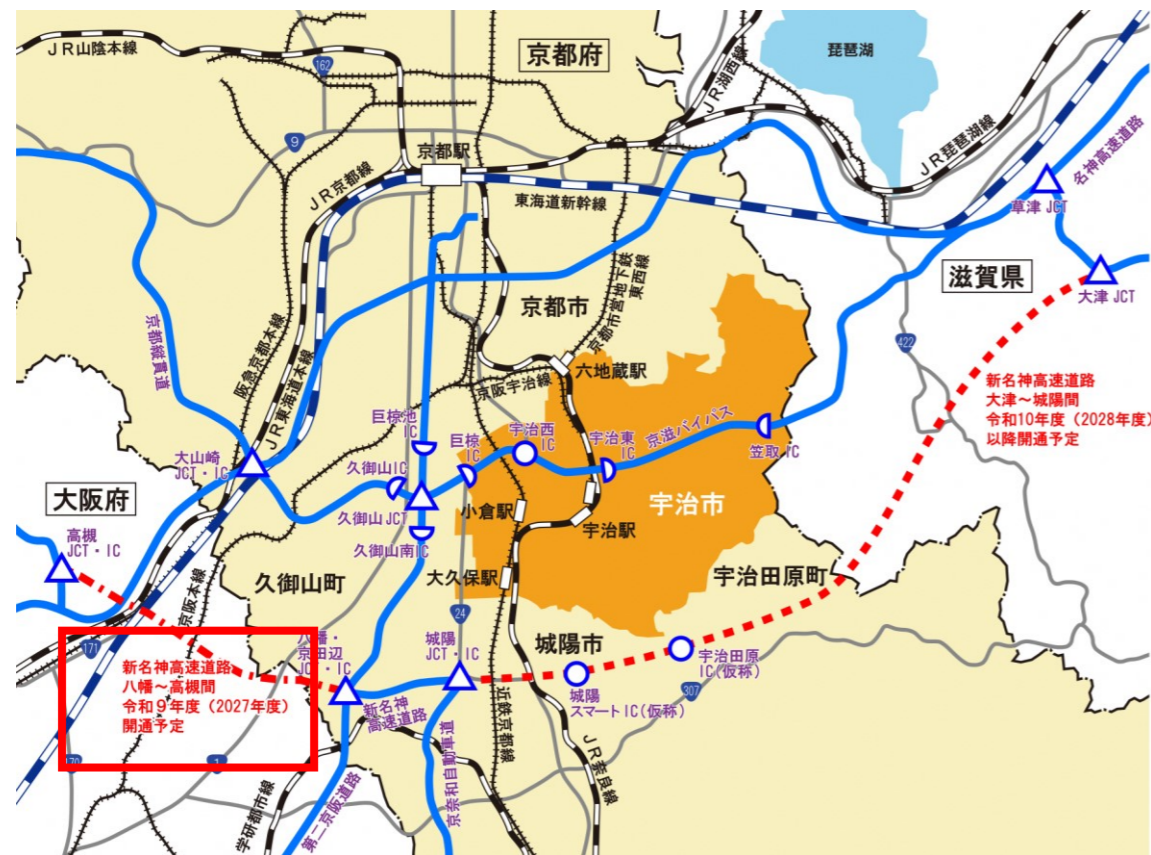 JR山陰本線
162
京都府
琵琶湖
JR湖西線
9
京都駅
JR琵琶湖線
名神高速道路
JR京都線
東海道新幹線
草津 JCT
滋賀県
大津 JCT
京都市営地下鉄
東西線
京都市
京都縦貫道
阪急京都本線
JR東海道本線
422
六地蔵駅
京阪宇治線
新名神高速道路
大津～城陽間
令和10年度（2028年度）
以降開通予定
巨椋池
IC
巨椋
IC
宇治西
IC
宇治東
IC
京滋バイパス
笠取 IC
大山崎
JCT・IC
久御山IC
大阪府
高槻
JCT・IC
久御山 JCT
小倉駅
宇治市
宇治駅
久御山南IC
久御山町
大久保駅
宇治田原町
京阪本線
24
171
八幡・
京田辺
JCT・IC
城陽
JCT・IC
城陽市
宇治田原
IC(仮称)
新名神高速道路
八幡～高槻間
令和９年度（2027年度）
開通予定
新名神
高速道路
城陽
スマートIC(仮称)
307
近鉄京都線
JR奈良線
170
1
学研都市線
第二京阪道路
京奈和自動車道